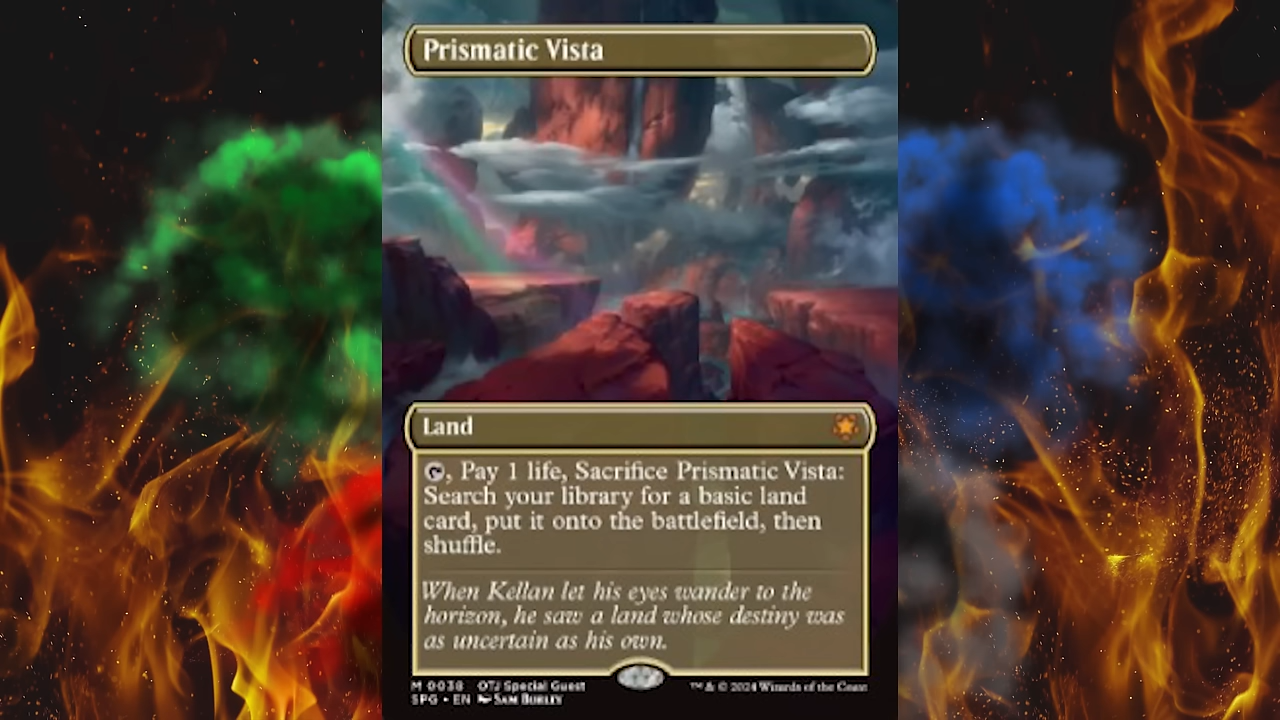 Prismatic Vista
Land
, Pay 1 life, Sacrifice Prismatic Vista:
Search your library for a basic land
card, put it onto the battlefield, then
shuffle.
When Kellan let his eyes wander to the
horizon, he saw a land whose destiny was
as uncertain as his own.
M 0038 OTJ Special Guest
SPG • EN Sam Burley
™ & © 2024 Wizards of the Coast